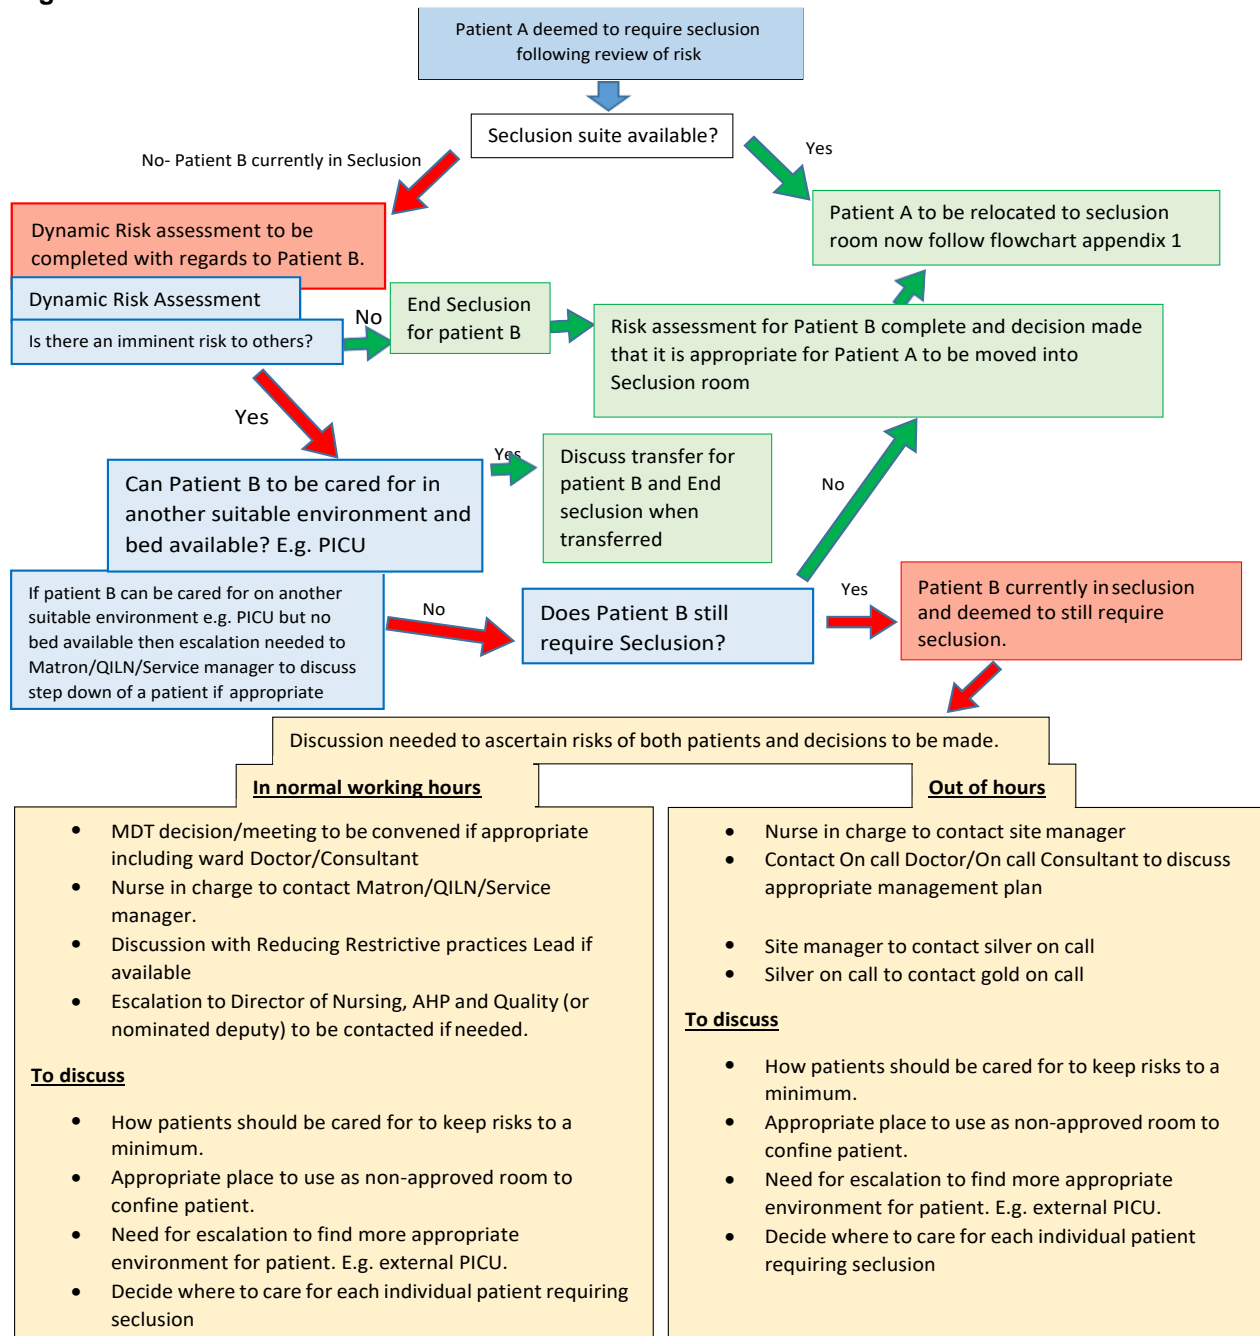 Patient A deemed to require seclusion
following review of risk
Seclusion suite available?
No- Patient B currently in Seclusion
Yes
Dynamic Risk assessment to be
completed with regards to Patient B.
Patient A to be relocated to seclusion
room now follow flowchart appendix 1
Dynamic Risk Assessment
Is there an imminent risk to others?
No
End Seclusion
for patient B
Risk assessment for Patient B complete and decision made
that it is appropriate for Patient A to be moved into
Seclusion room
Yes
Can Patient B to be cared for in
another suitable environment and
bed available? E.g. PICU
Yes
Discuss transfer for
patient B and End
seclusion when
transferred
No
If patient B can be cared for on another
suitable environment e.g. PICU but no
bed available then escalation needed to
Matron/QILN/Service manager to discuss
step down of a patient if appropriate
No
Does Patient B still
require Seclusion?
Yes
Patient B currently in seclusion
and deemed to still require
seclusion.
Discussion needed to ascertain risks of both patients and decisions to be made.
In normal working hours
• MDT decision/meeting to be convened if appropriate
including ward Doctor/Consultant
• Nurse in charge to contact Matron/QILN/Service
manager.
• Discussion with Reducing Restrictive practices Lead if
available
• Escalation to Director of Nursing, AHP and Quality (or
nominated deputy) to be contacted if needed.
To discuss
• How patients should be cared for to keep risks to a
minimum.
• Appropriate place to use as non-approved room to
confine patient.
• Need for escalation to find more appropriate
environment for patient. E.g. external PICU.
• Decide where to care for each individual patient requiring
seclusion
Out of hours
• Nurse in charge to contact site manager
• Contact On call Doctor/On call Consultant to discuss
appropriate management plan
• Site manager to contact silver on call
• Silver on call to contact gold on call
To discuss
• How patients should be cared for to keep risks to a
minimum.
• Appropriate place to use as non-approved room to
confine patient.
• Need for escalation to find more appropriate
environment for patient. E.g. external PICU.
• Decide where to care for each individual patient
requiring seclusion